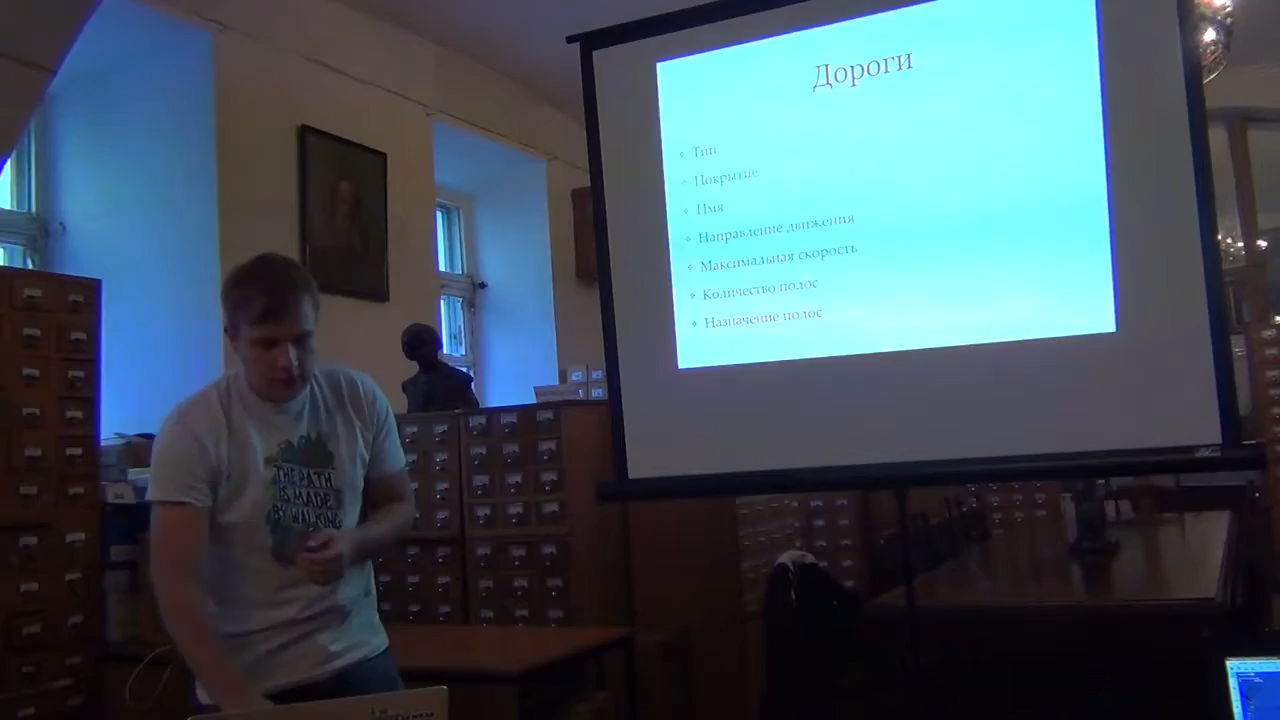 Дороги
Тип
Покрытие
Имя
Направление движения
Максимальная скорость
Количество полос
Назначение полос
THE PATH
IS MADE
BY WALKING